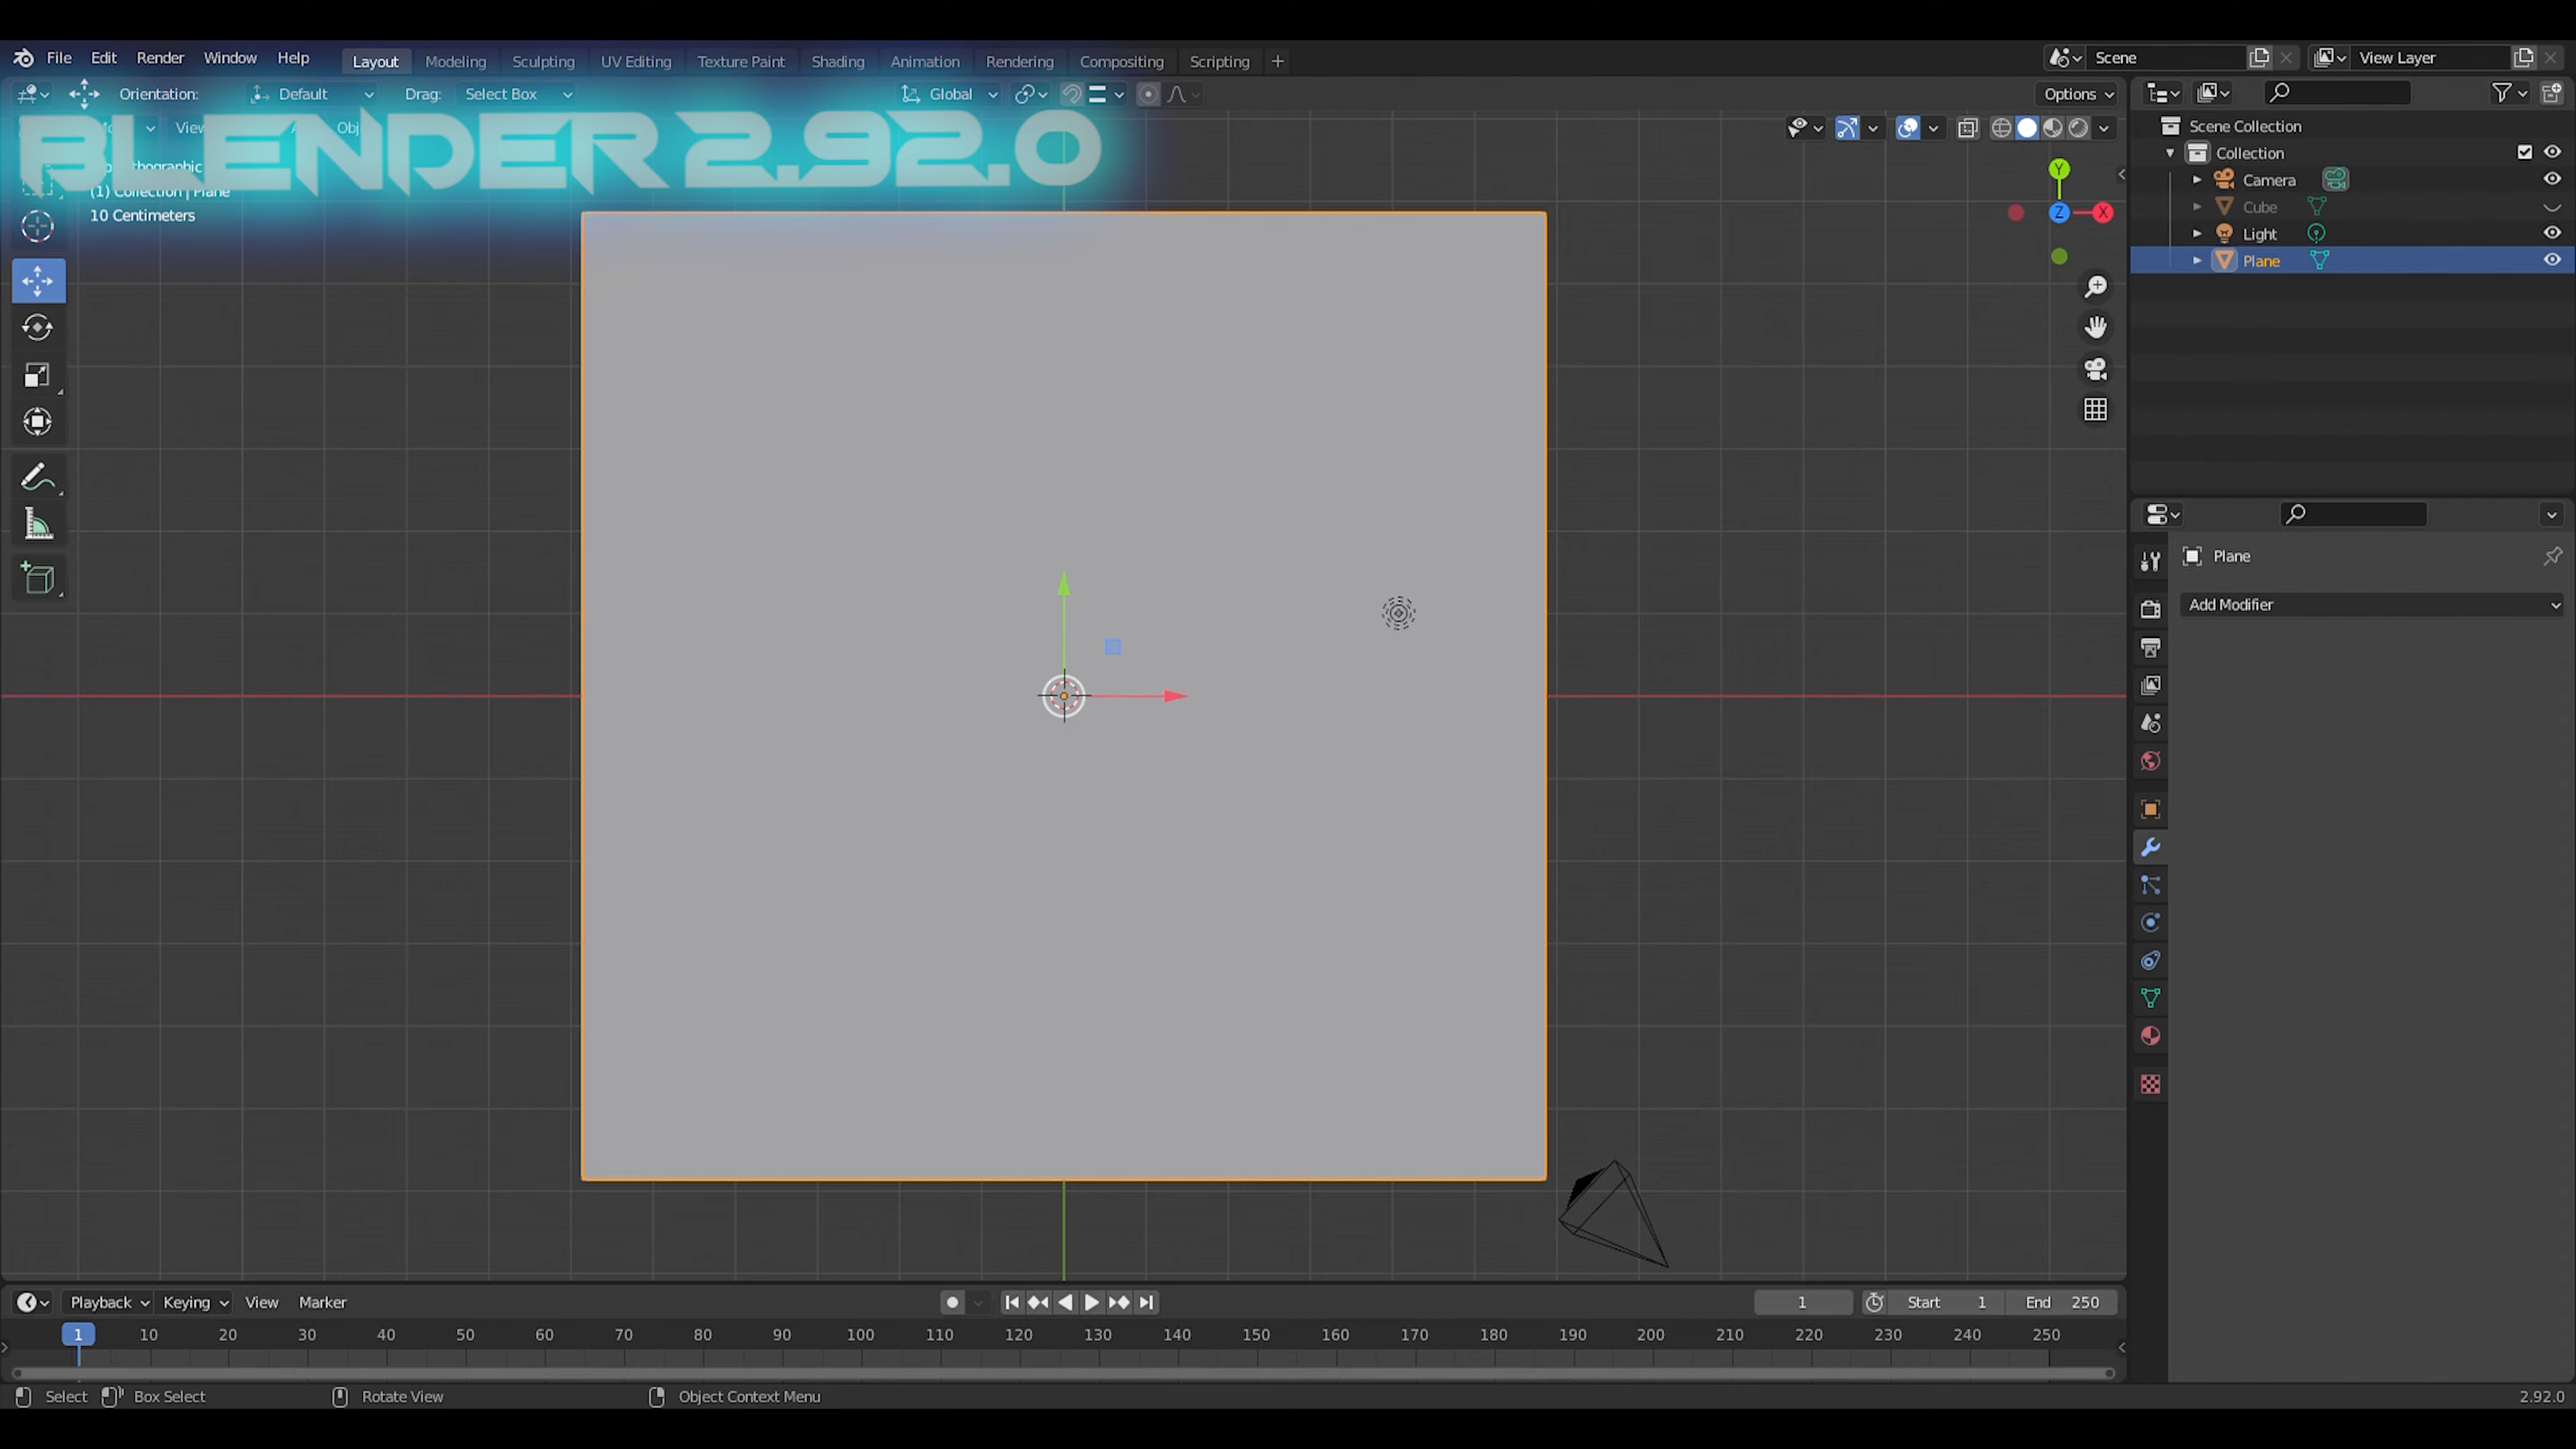 File Edit Render Window Help Layout Modeling Sculpting UV Editing Texture Paint Shading Animation Rendering Compositing Scripting + Scene View Layer
Orientation: Default Drag: Select Box Global Options
BLENDER 2.92.0
(1) Collection | Plane
10 Centimeters
Y
Z X
Scene Collection
Collection
Camera
Cube
Light
Plane
Plane
Add Modifier
Playback Keying View Marker 1 Start 1 End 250
1 10 20 30 40 50 60 70 80 90 100 110 120 130 140 150 160 170 180 190 200 210 220 230 240 250
Select Box Select Rotate View Object Context Menu 2.92.0